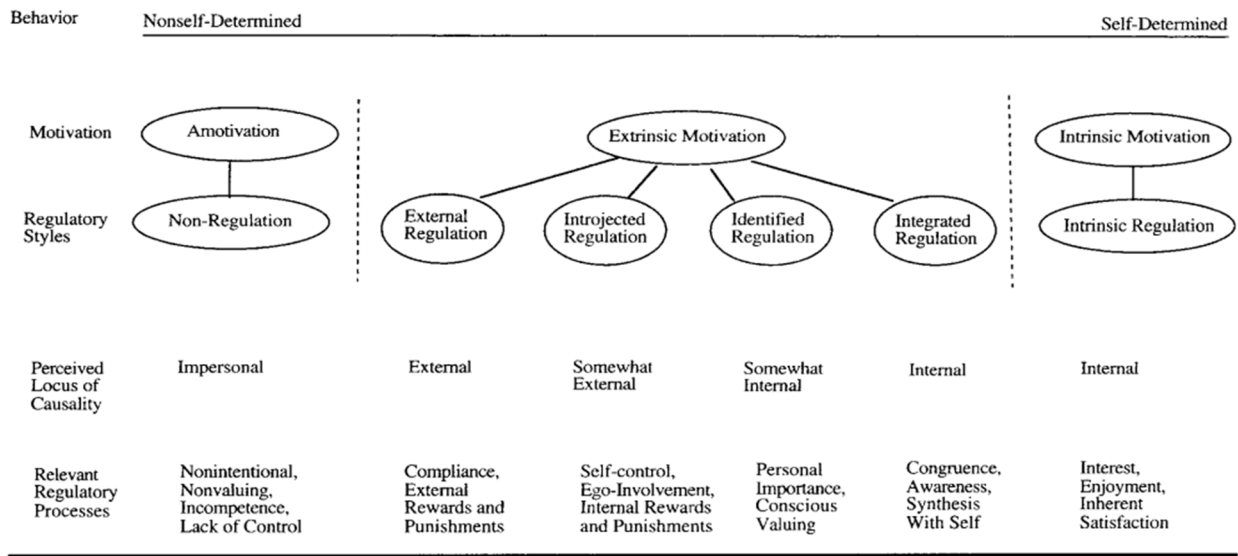 Behavior Nonself-Determined Self-Determined
Motivation Amotivation Extrinsic Motivation Intrinsic Motivation
Regulatory
Styles
Non-Regulation
External
Regulation
Introjected
Regulation
Identified
Regulation
Integrated
Regulation
Intrinsic Regulation
Perceived
Locus of
Causality
Impersonal
External
Somewhat
External
Somewhat
Internal
Internal
Internal
Relevant
Regulatory
Processes
Nonintentional,
Nonvaluing,
Incompetence,
Lack of Control
Compliance,
External
Rewards and
Punishments
Self-control,
Ego-Involvement,
Internal Rewards
and Punishments
Personal
Importance,
Conscious
Valuing
Congruence,
Awareness,
Synthesis
With Self
Interest,
Enjoyment,
Inherent
Satisfaction